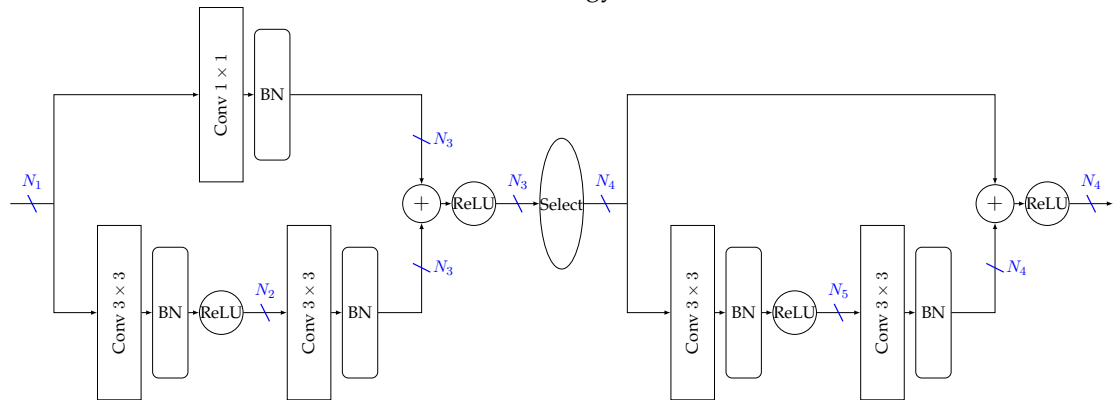 gy
Conv 1 × 1
BN
N1
N3
N3
N3
+
ReLU
Select
N4
Conv 3 × 3
BN
ReLU
N2
Conv 3 × 3
BN
+
ReLU
N4
N4
Conv 3 × 3
BN
ReLU
N5
Conv 3 × 3
BN